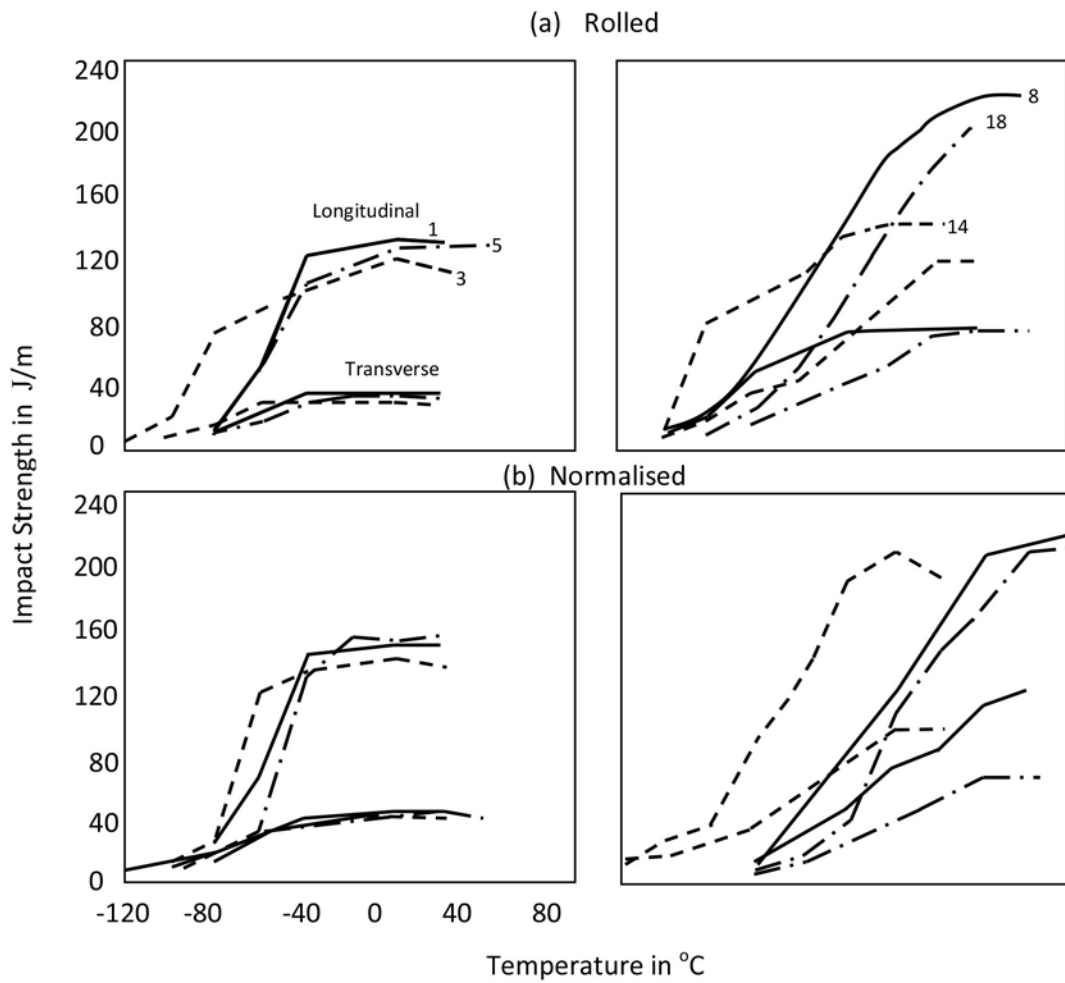 (a) Rolled
240
200
160
120
80
40
0
Longitudinal
1
5
3
Transverse
8
18
14
Impact Strength in J/m
(b) Normalised
240
200
160
120
80
40
0
-120 -80 -40 0 40 80
Temperature in °C